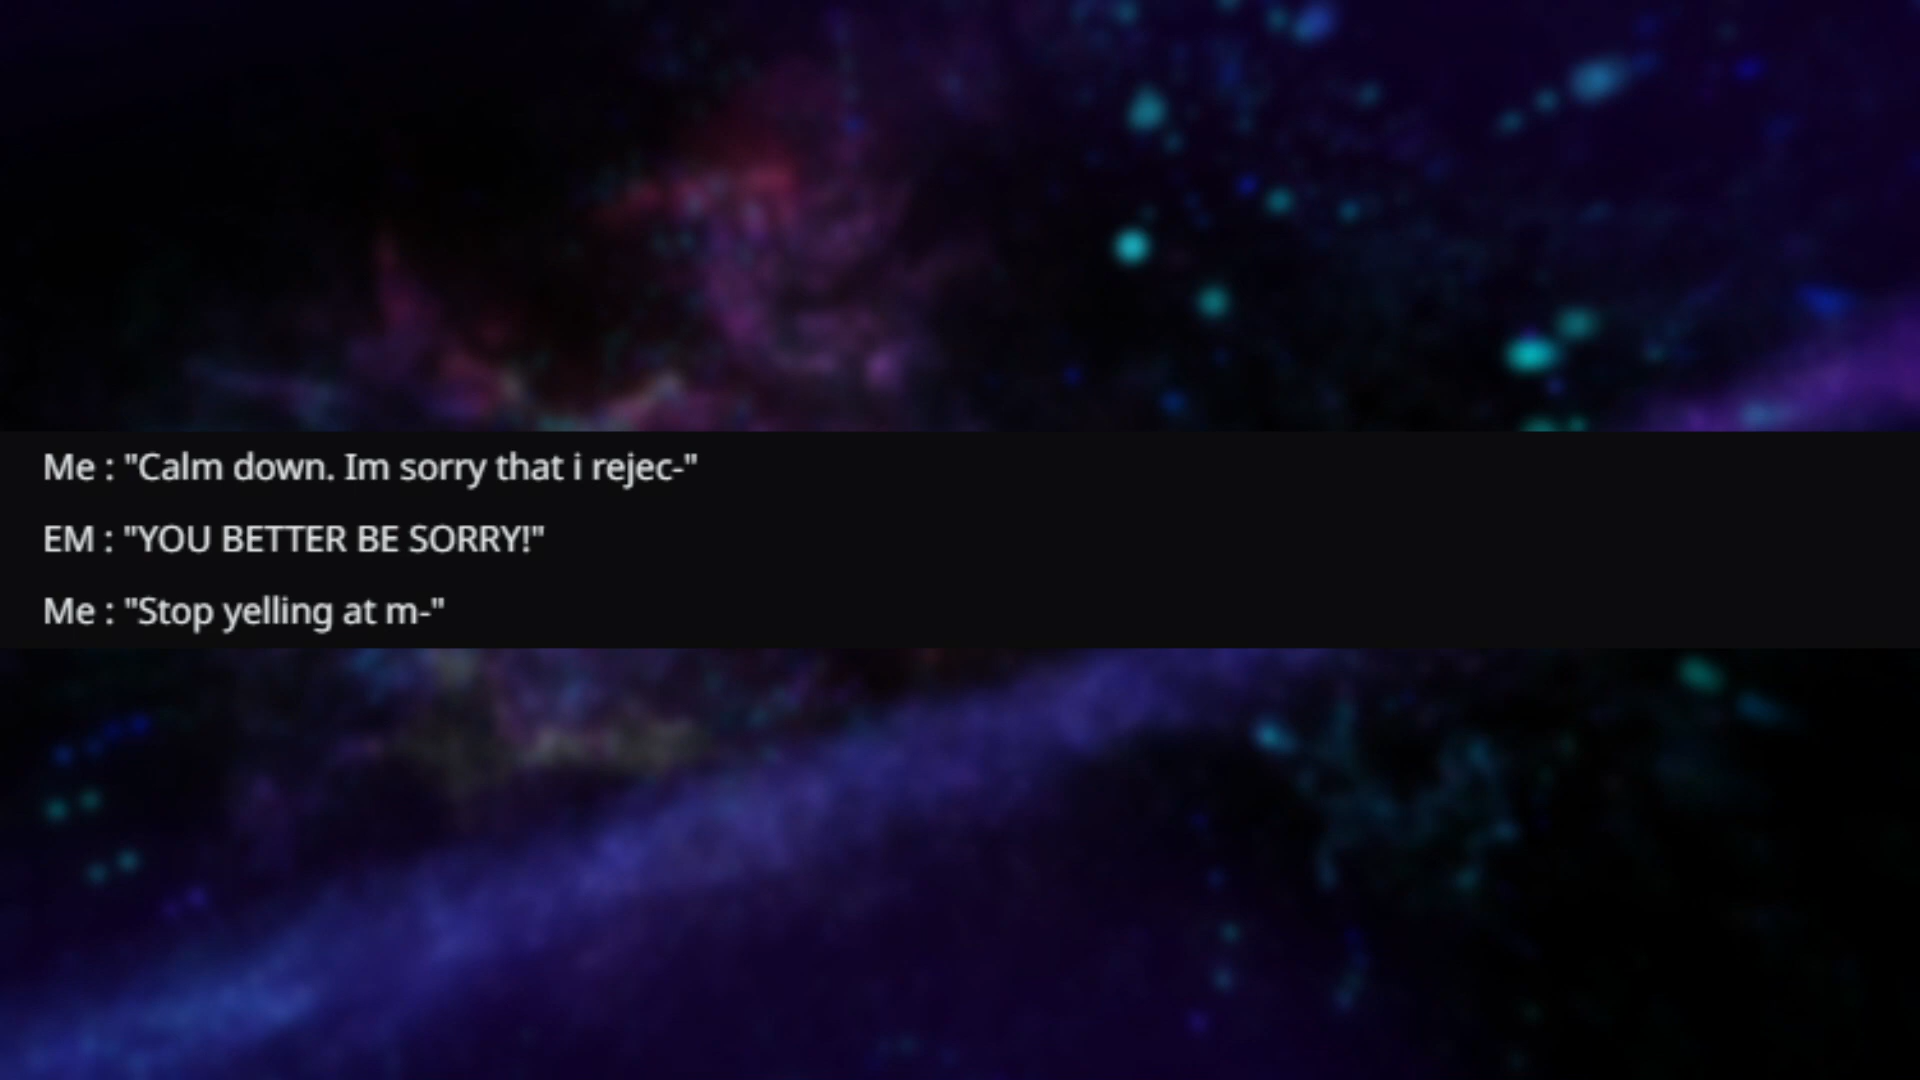 Me : "Calm down. Im sorry that i rejec-"
EM : "YOU BETTER BE SORRY!"
Me : "Stop yelling at m-"